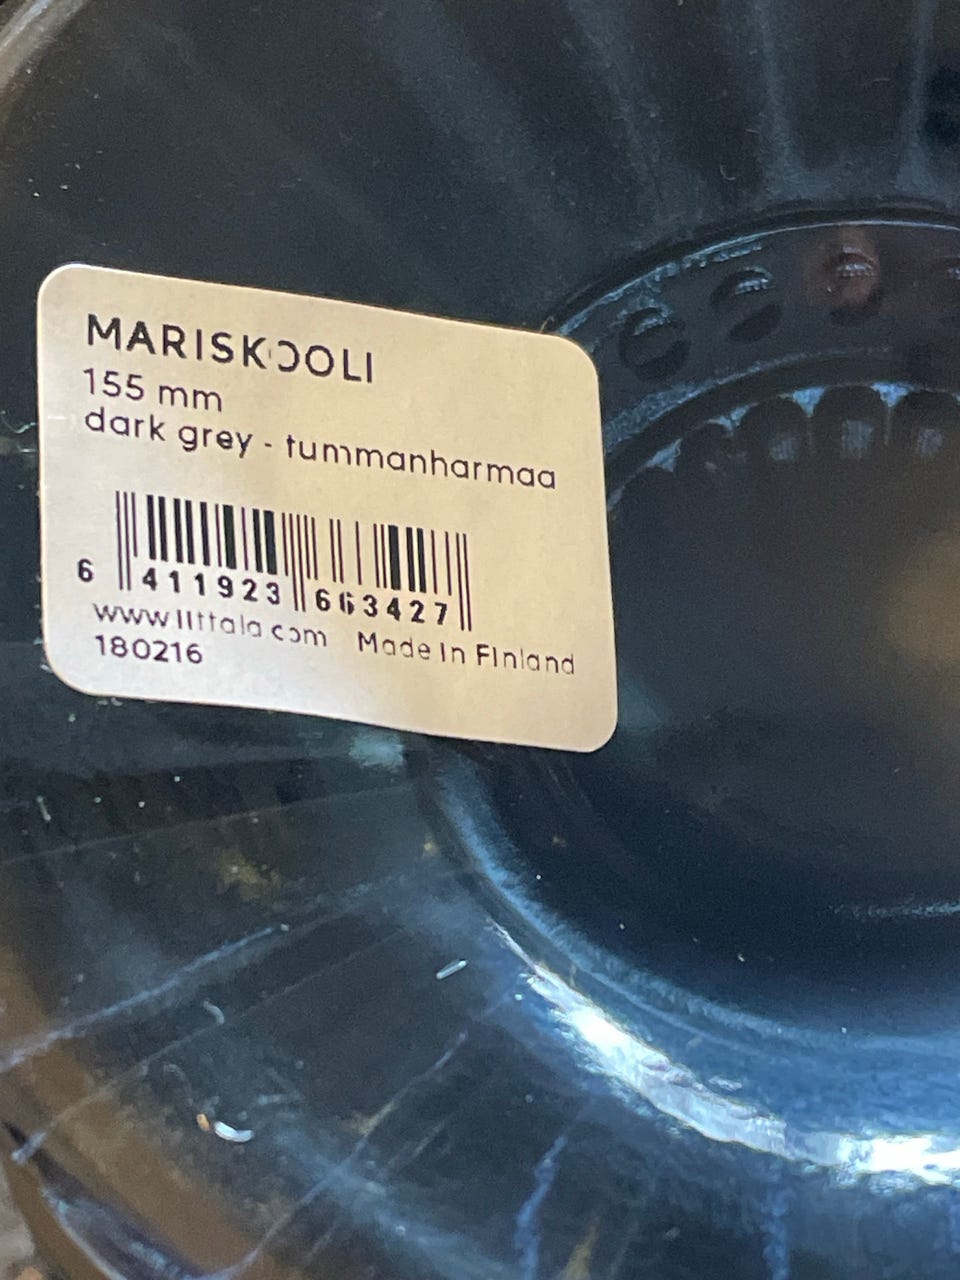 MARISKOOLI
155 mm
dark grey - tummanharmaa
6 411923 663427
www.iittala.com Made in Finland
180216